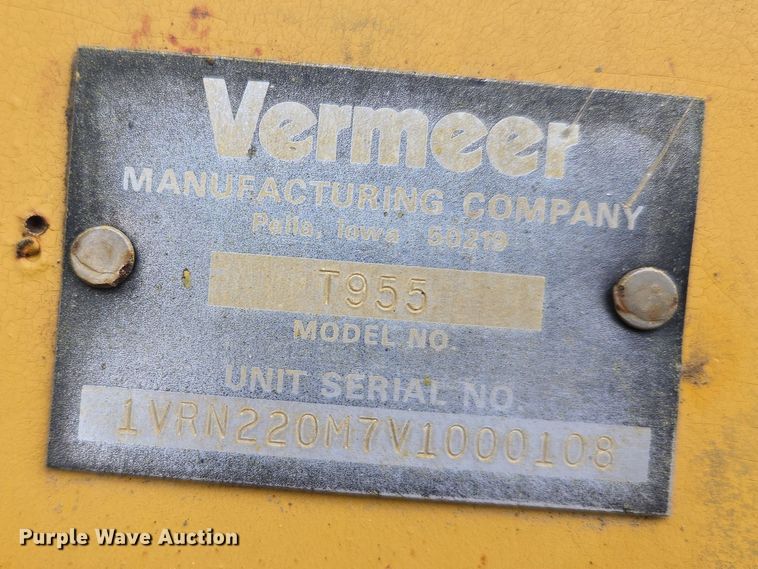 Vermeer
MANUFACTURING COMPANY
Pella, Iowa 50219
T955
MODEL NO.
UNIT SERIAL NO.
1VRN220M7V1000108
Purple Wave Auction